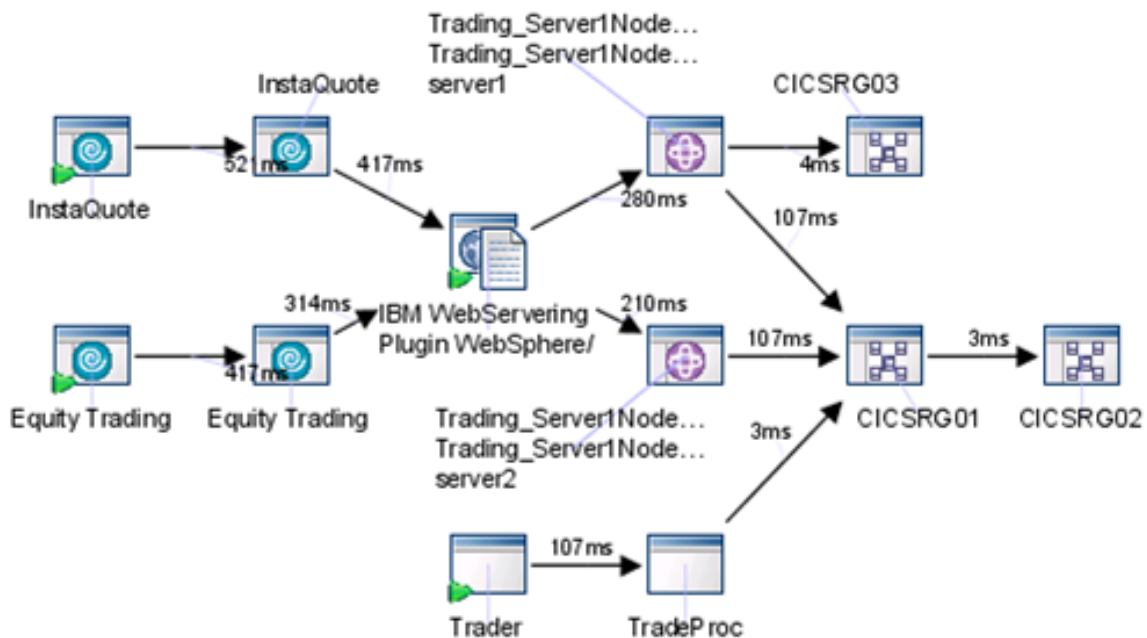 Trading_Server1Node...
Trading_Server1Node...
server1
InstaQuote
CICSRG03
521ms
417ms
4ms
InstaQuote
280ms
107ms
314ms
IBM WebServering
Plugin WebSphere/
210ms
417ms
107ms
3ms
Equity Trading
Equity Trading
Trading_Server1Node...
Trading_Server1Node...
server2
CICSRG01
CICSRG02
3ms
107ms
Trader
TradeProc